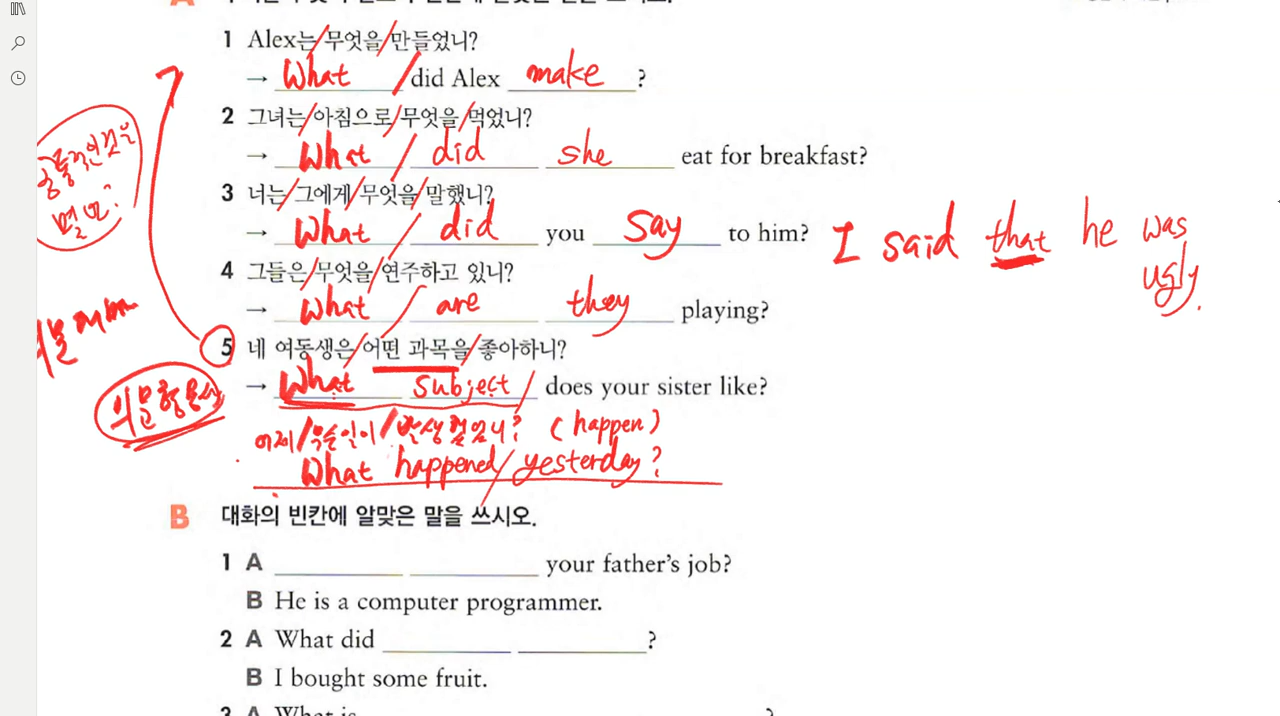 1 Alex는/무엇을/만들었니?
→ What / did Alex make ?
2 그녀는/아침으로/무엇을/먹었니?
→ What / did she eat for breakfast?
3 너는/그에게/무엇을/말했니?
→ What / did you say to him? I said that he was
ugly.
4 그들은/무엇을/연주하고 있니?
→ What / are they playing?
5 네 여동생은/어떤 과목을/좋아하니?
→ What subject / does your sister like?
의문형용사
어제/무슨일이/발생했었니? (happen)
What happened / yesterday?
B 대화의 빈칸에 알맞은 말을 쓰시오.
1 A ____ ____ your father's job?
B He is a computer programmer.
2 A What did ____ ____?
B I bought some fruit.
3 A What is ?